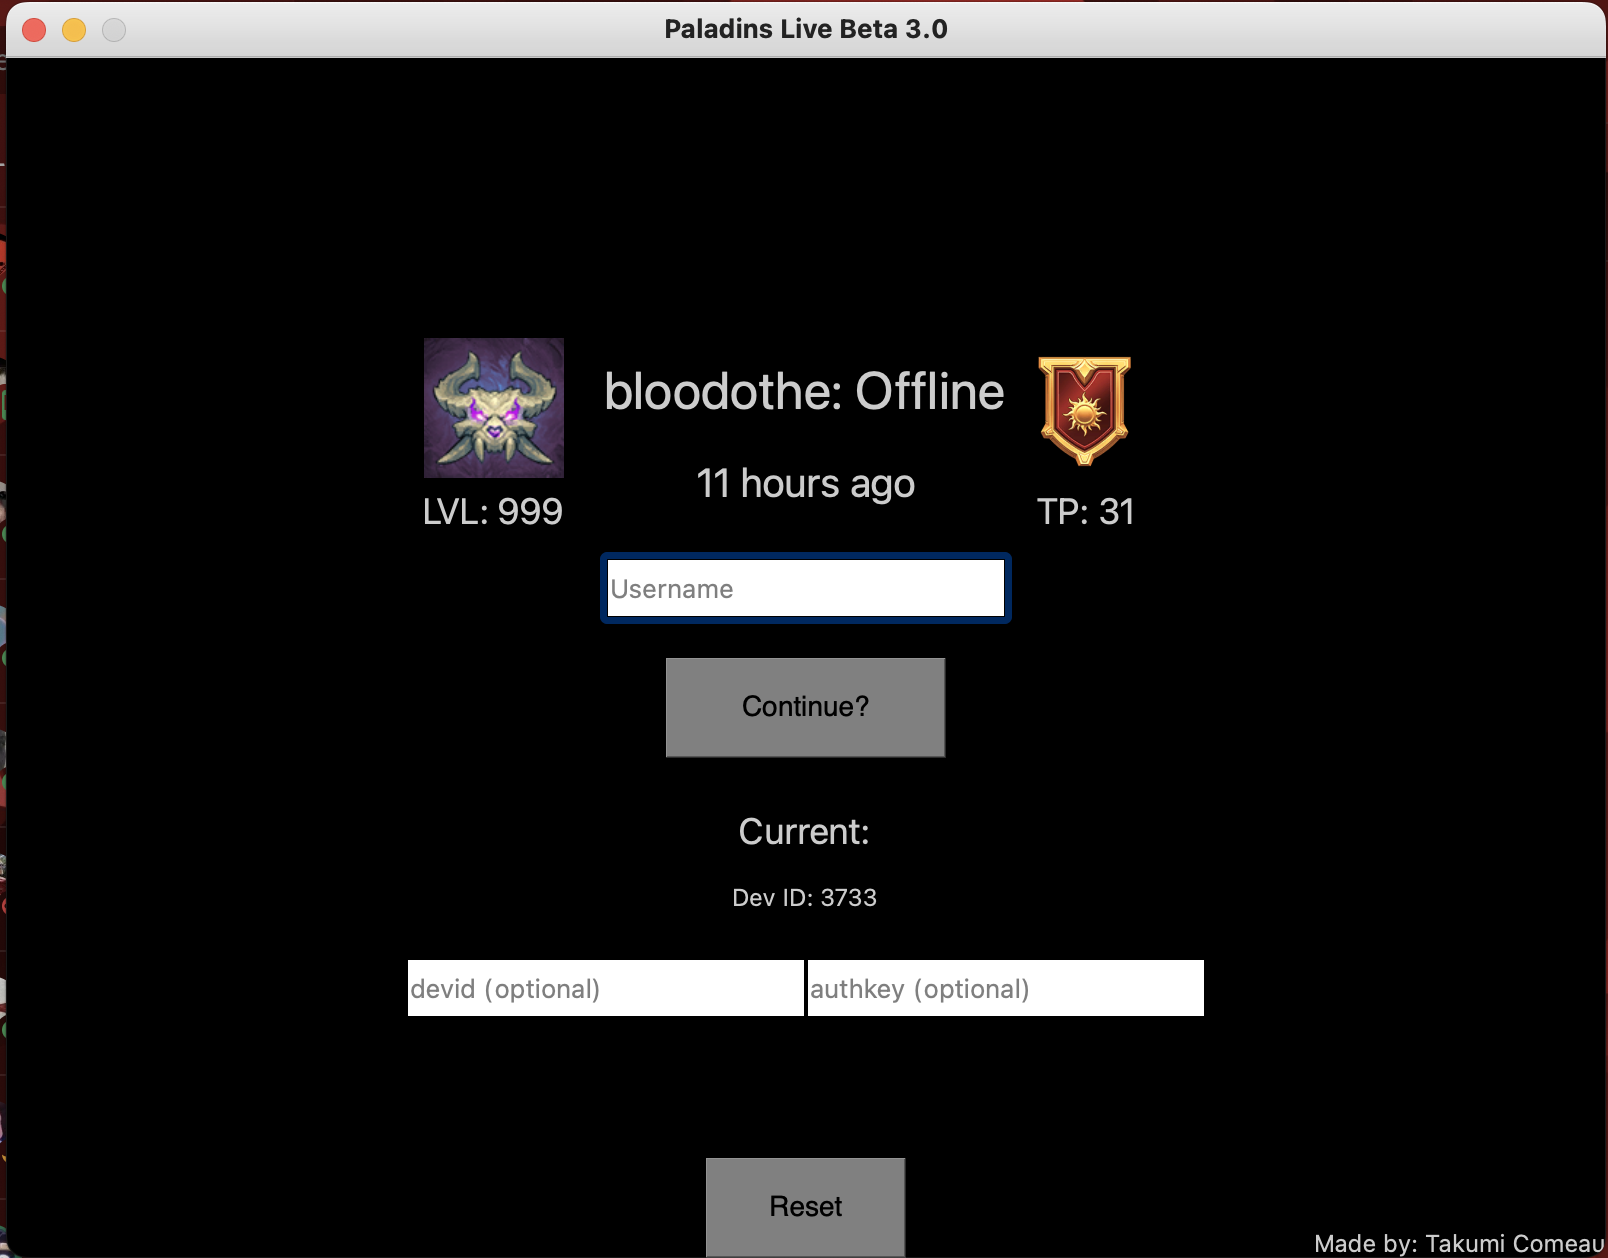 Paladins Live Beta 3.0
bloodothe: Offline
11 hours ago
LVL: 999
TP: 31
Username
Continue?
Current:
Dev ID: 3733
devid (optional)
authkey (optional)
Reset
Made by: Takumi Comeau